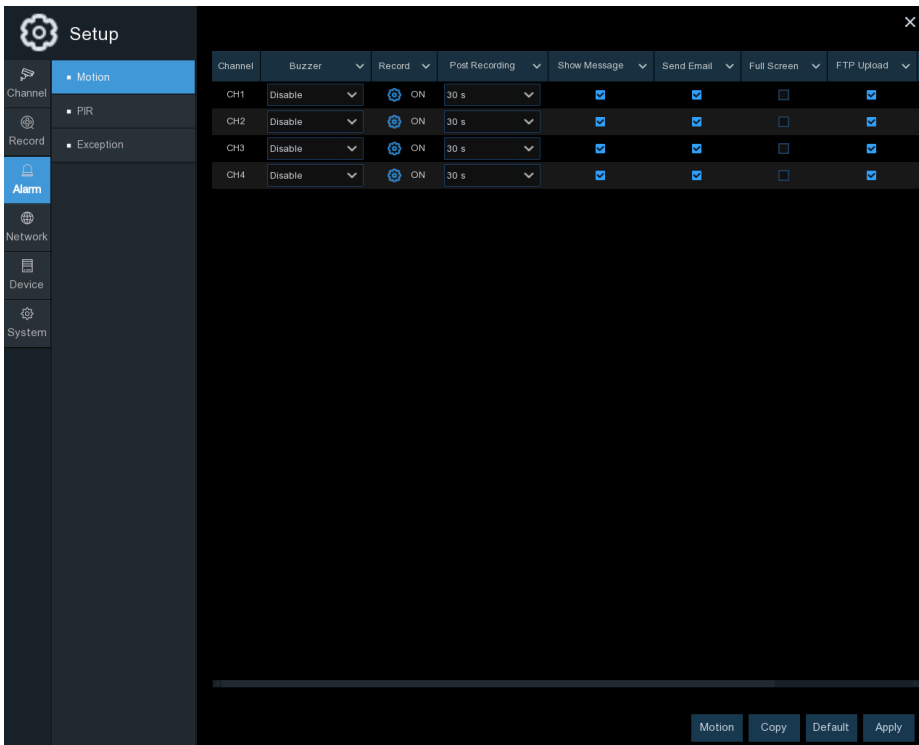 Setup
Channel
Record
Alarm
Network
Device
System
Motion
PIR
Exception
Channel Buzzer Record Post Recording Show Message Send Email Full Screen FTP Upload
CH1 Disable ON 30 s
CH2 Disable ON 30 s
CH3 Disable ON 30 s
CH4 Disable ON 30 s
Motion Copy Default Apply